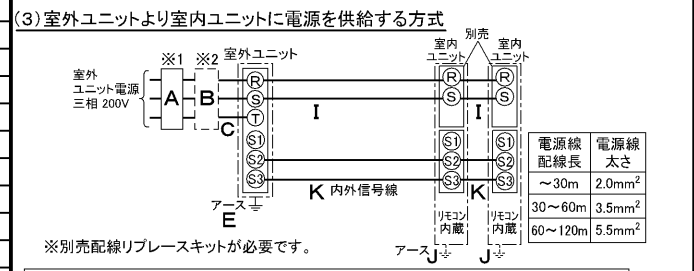 (3)室外ユニットより室内ユニットに電源を供給する方式
※1 ※2 室外ユニット
室外
ユニット電源
三相 200V
A
B
C
R
S
T
S1
S2
S3
アース
E
I
K 内外信号線
別売
室内
ユニット
R
S
S1
S2
S3
リモコン
内蔵
アース
J
I
K
室内
ユニット
R
S
S1
S2
S3
リモコン
内蔵
J
電源線
配線長
電源線
太さ
~30m 2.0mm²
30~60m 3.5mm²
60~120m 5.5mm²
※別売配線リプレースキットが必要です。